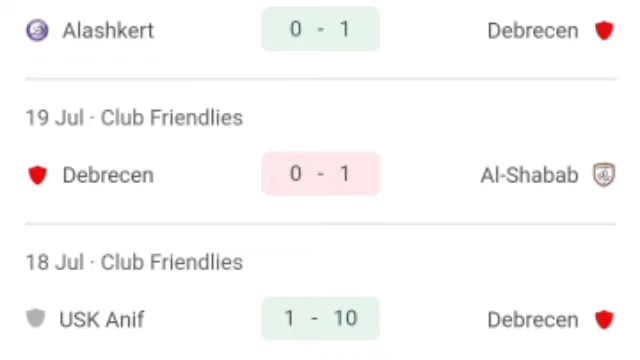 Alashkert 0 - 1 Debrecen
19 Jul · Club Friendlies
Debrecen 0 - 1 Al-Shabab
18 Jul · Club Friendlies
USK Anif 1 - 10 Debrecen